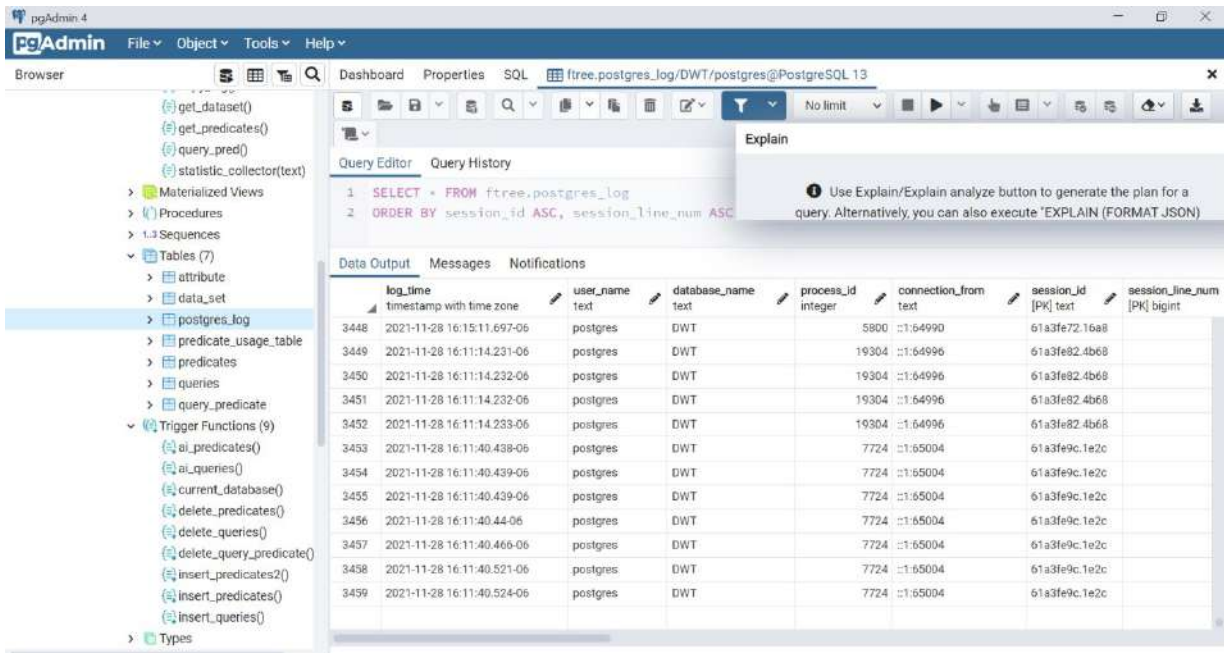 pgAdmin 4
pgAdmin File Object Tools Help
Browser
Dashboard Properties SQL ftree.postgres_log/DWT/postgres@PostgreSQL 13
get_dataset()
get_predicates()
query_pred()
statistic_collector(text)
Materialized Views
Procedures
1..3 Sequences
Tables (7)
attribute
data_set
postgres_log
predicate_usage_table
predicates
queries
query_predicate
Trigger Functions (9)
ai_predicates()
ai_queries()
current_database()
delete_predicates()
delete_queries()
delete_query_predicate()
insert_predicates2()
insert_predicates()
insert_queries()
Types
No limit
Explain
Use Explain/Explain analyze button to generate the plan for a
query. Alternatively, you can also execute "EXPLAIN (FORMAT JSON)
Query Editor Query History
1 SELECT * FROM ftree.postgres_log
2 ORDER BY session_id ASC, session_line_num ASC
Data Output Messages Notifications
log_time user_name database_name process_id connection_from session_id session_line_num
timestamp with time zone text text integer text [PK] text [PK] bigint
3448 2021-11-28 16:15:11.697-06 postgres DWT 5800 ::1:64990 61a3fe72.16a8
3449 2021-11-28 16:11:14.231-06 postgres DWT 19304 ::1:64996 61a3fe82.4b68
3450 2021-11-28 16:11:14.232-06 postgres DWT 19304 ::1:64996 61a3fe82.4b68
3451 2021-11-28 16:11:14.232-06 postgres DWT 19304 ::1:64996 61a3fe82.4b68
3452 2021-11-28 16:11:14.233-06 postgres DWT 19304 ::1:64996 61a3fe82.4b68
3453 2021-11-28 16:11:40.438-06 postgres DWT 7724 ::1:65004 61a3fe9c.1e2c
3454 2021-11-28 16:11:40.439-06 postgres DWT 7724 ::1:65004 61a3fe9c.1e2c
3455 2021-11-28 16:11:40.439-06 postgres DWT 7724 ::1:65004 61a3fe9c.1e2c
3456 2021-11-28 16:11:40.44-06 postgres DWT 7724 ::1:65004 61a3fe9c.1e2c
3457 2021-11-28 16:11:40.466-06 postgres DWT 7724 ::1:65004 61a3fe9c.1e2c
3458 2021-11-28 16:11:40.521-06 postgres DWT 7724 ::1:65004 61a3fe9c.1e2c
3459 2021-11-28 16:11:40.524-06 postgres DWT 7724 ::1:65004 61a3fe9c.1e2c